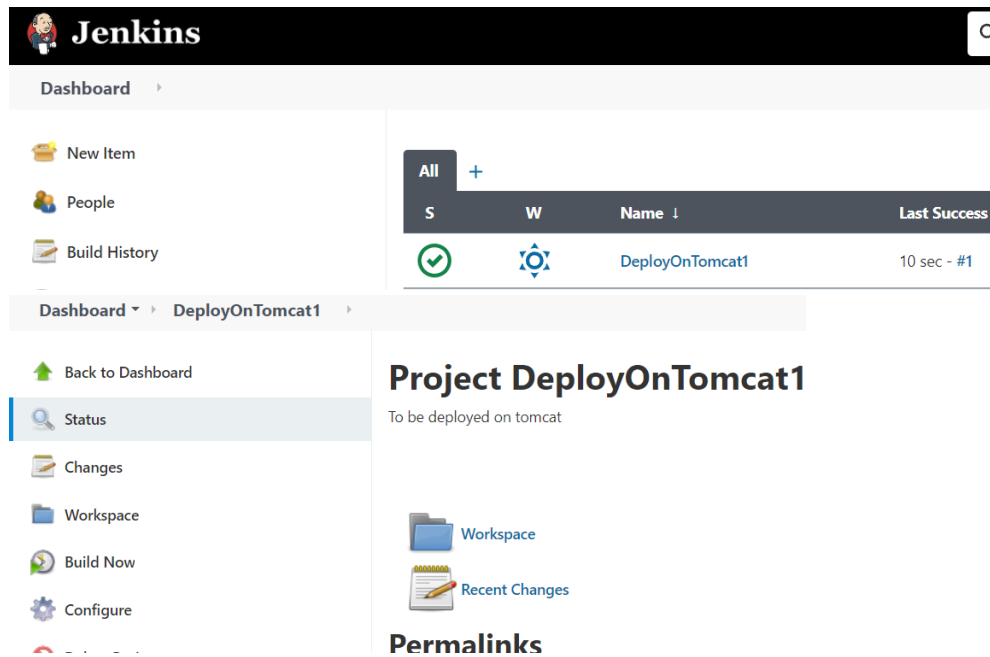 Jenkins
Dashboard
New Item
People
Build History
All +
S W Name ↓ Last Success
DeployOnTomcat1 10 sec - #1
Dashboard DeployOnTomcat1
Back to Dashboard
Status
Changes
Workspace
Build Now
Configure
Project DeployOnTomcat1
To be deployed on tomcat
Workspace
Recent Changes
Permalinks